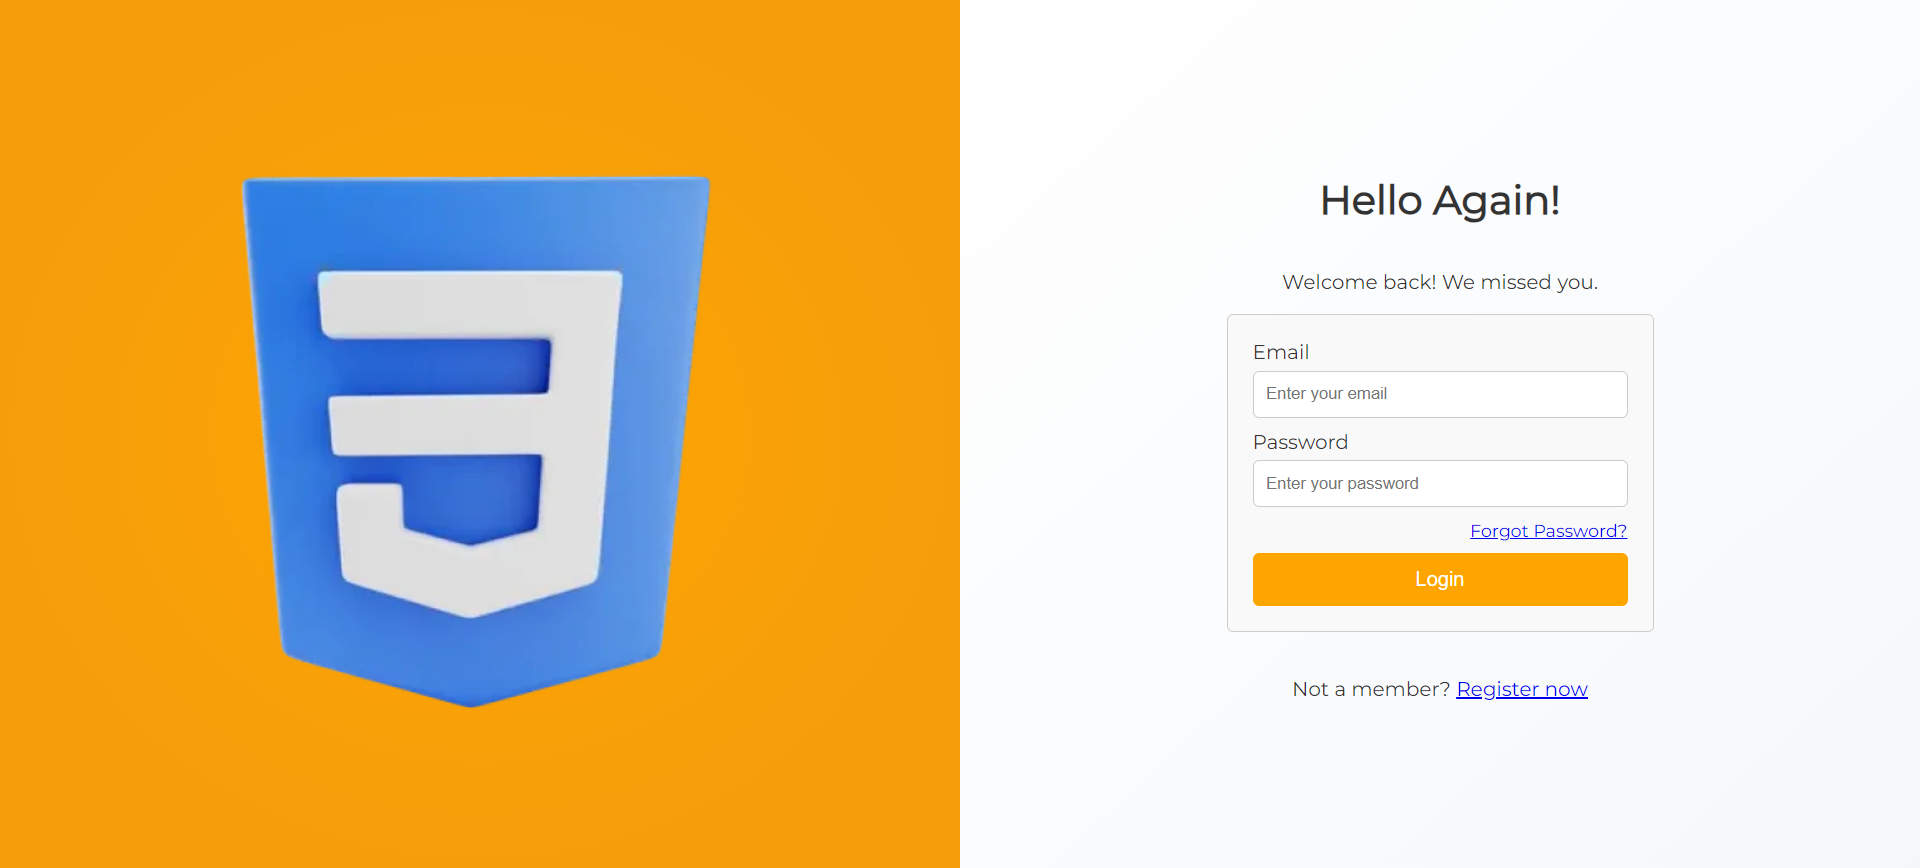 Hello Again!
Welcome back! We missed you.
Email
Enter your email
Password
Enter your password
Forgot Password?
Login
Not a member? Register now